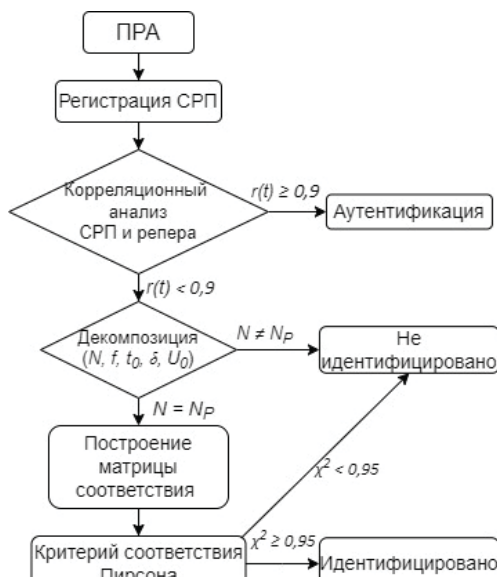 ПРА
Регистрация СРП
Корреляционный
анализ
СРП и репера
r(t) ≥ 0,9
Аутентификация
r(t) < 0,9
Декомпозиция
(N, f, t₀, δ, U₀)
N ≠ Nₚ
Не
идентифицировано
N = Nₚ
Построение
матрицы
соответствия
χ² < 0,95
Критерий соответствия
Пирсона
χ² ≥ 0,95
Идентифицировано